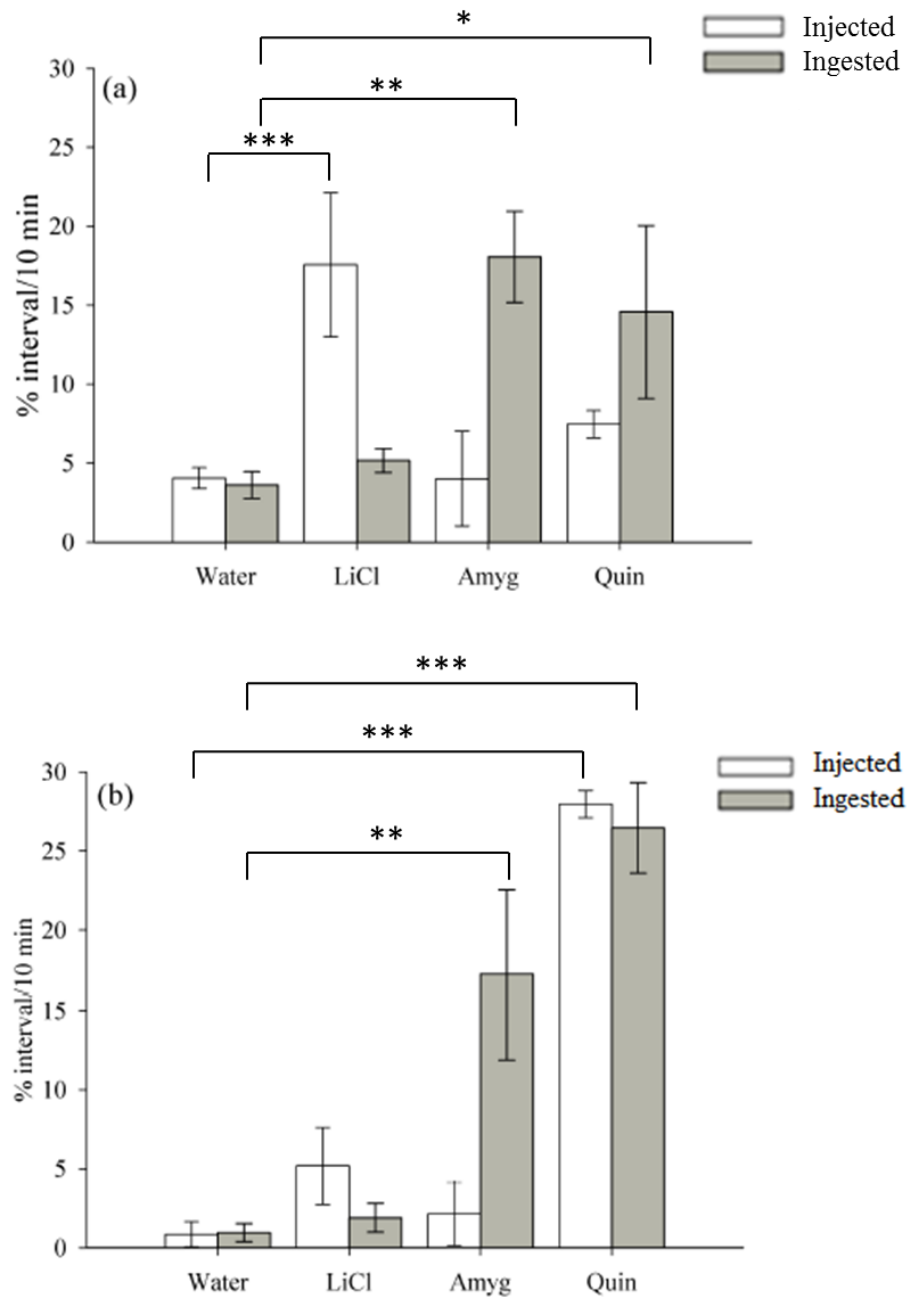 *
Injected
Ingested
30
(a)
**
25
***
20
15
10
5
0
% interval/10 min
Water LiCl Amyg Quin
***
***
Injected
30
(b)
Ingested
**
25
20
15
10
5
0
% interval/10 min
Water LiCl Amyg Quin